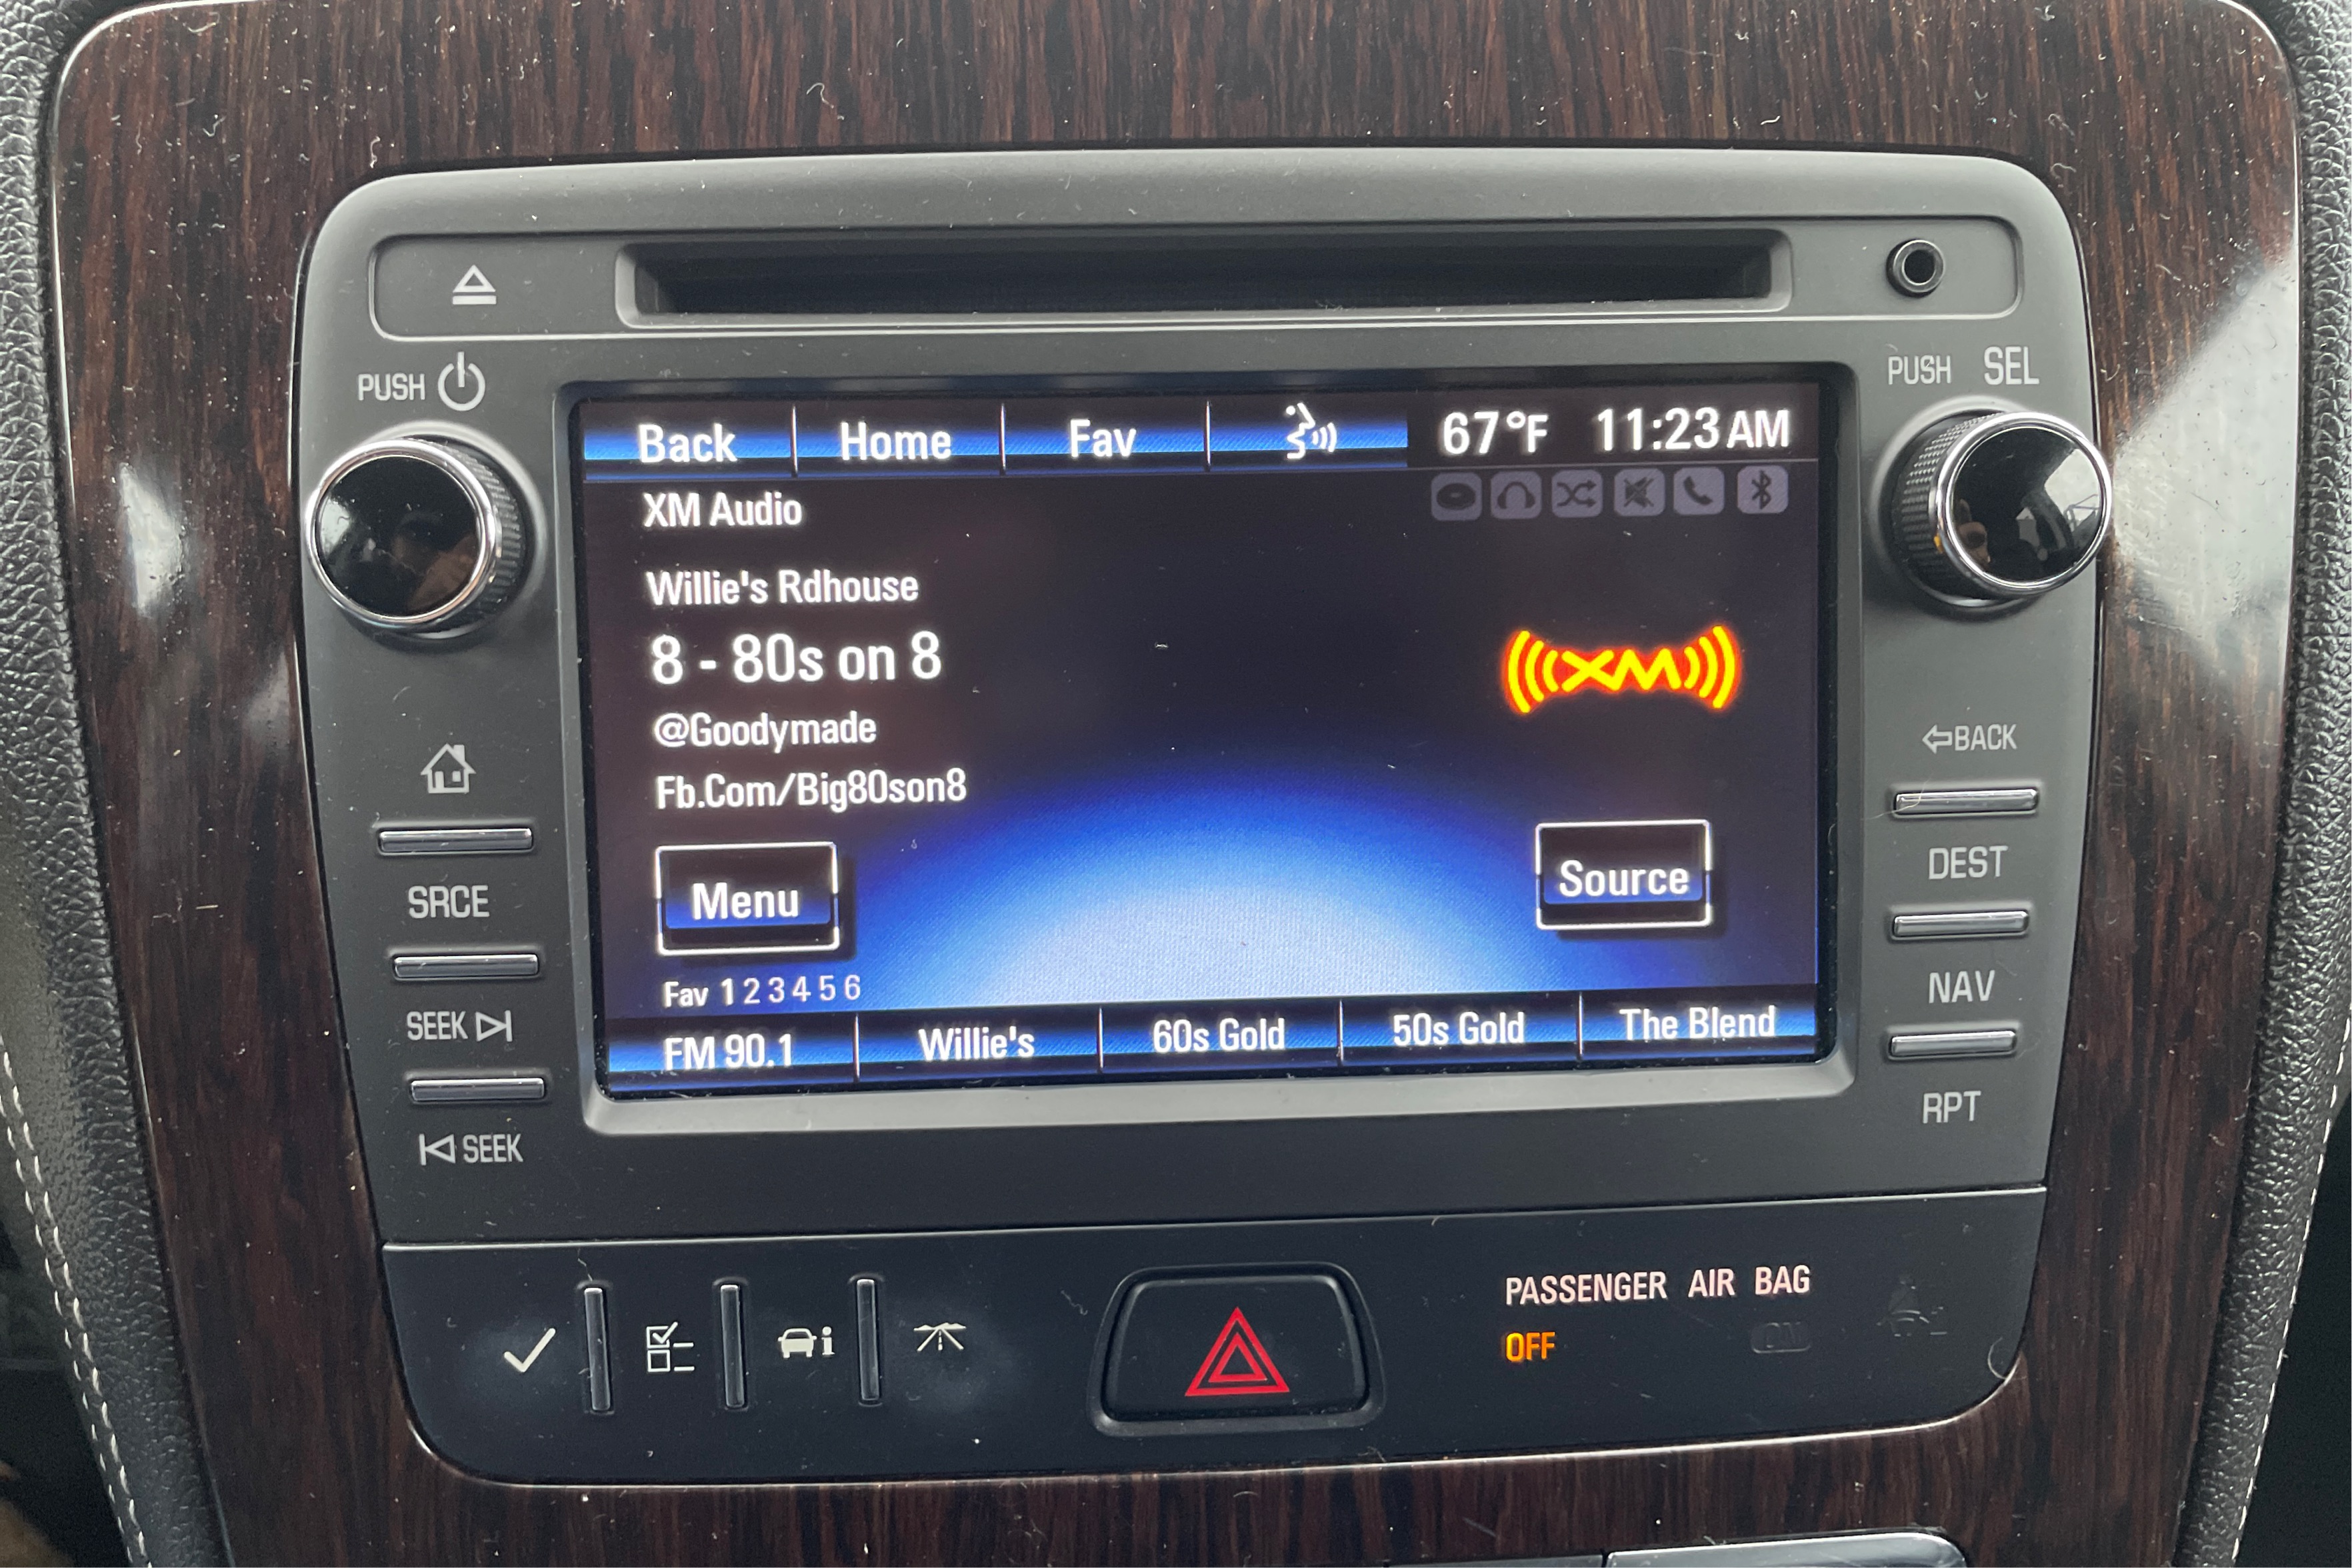 PUSH
PUSH SEL
Back Home Fav 67°F 11:23 AM
XM Audio
Willie's Rdhouse
8 - 80s on 8
XM
@Goodymade
Fb.Com/Big80son8
Menu
Source
Fav 1 2 3 4 5 6
FM 90.1 Willie's 60s Gold 50s Gold The Blend
SRCE
SEEK
SEEK
BACK
DEST
NAV
RPT
PASSENGER AIR BAG
OFF ON